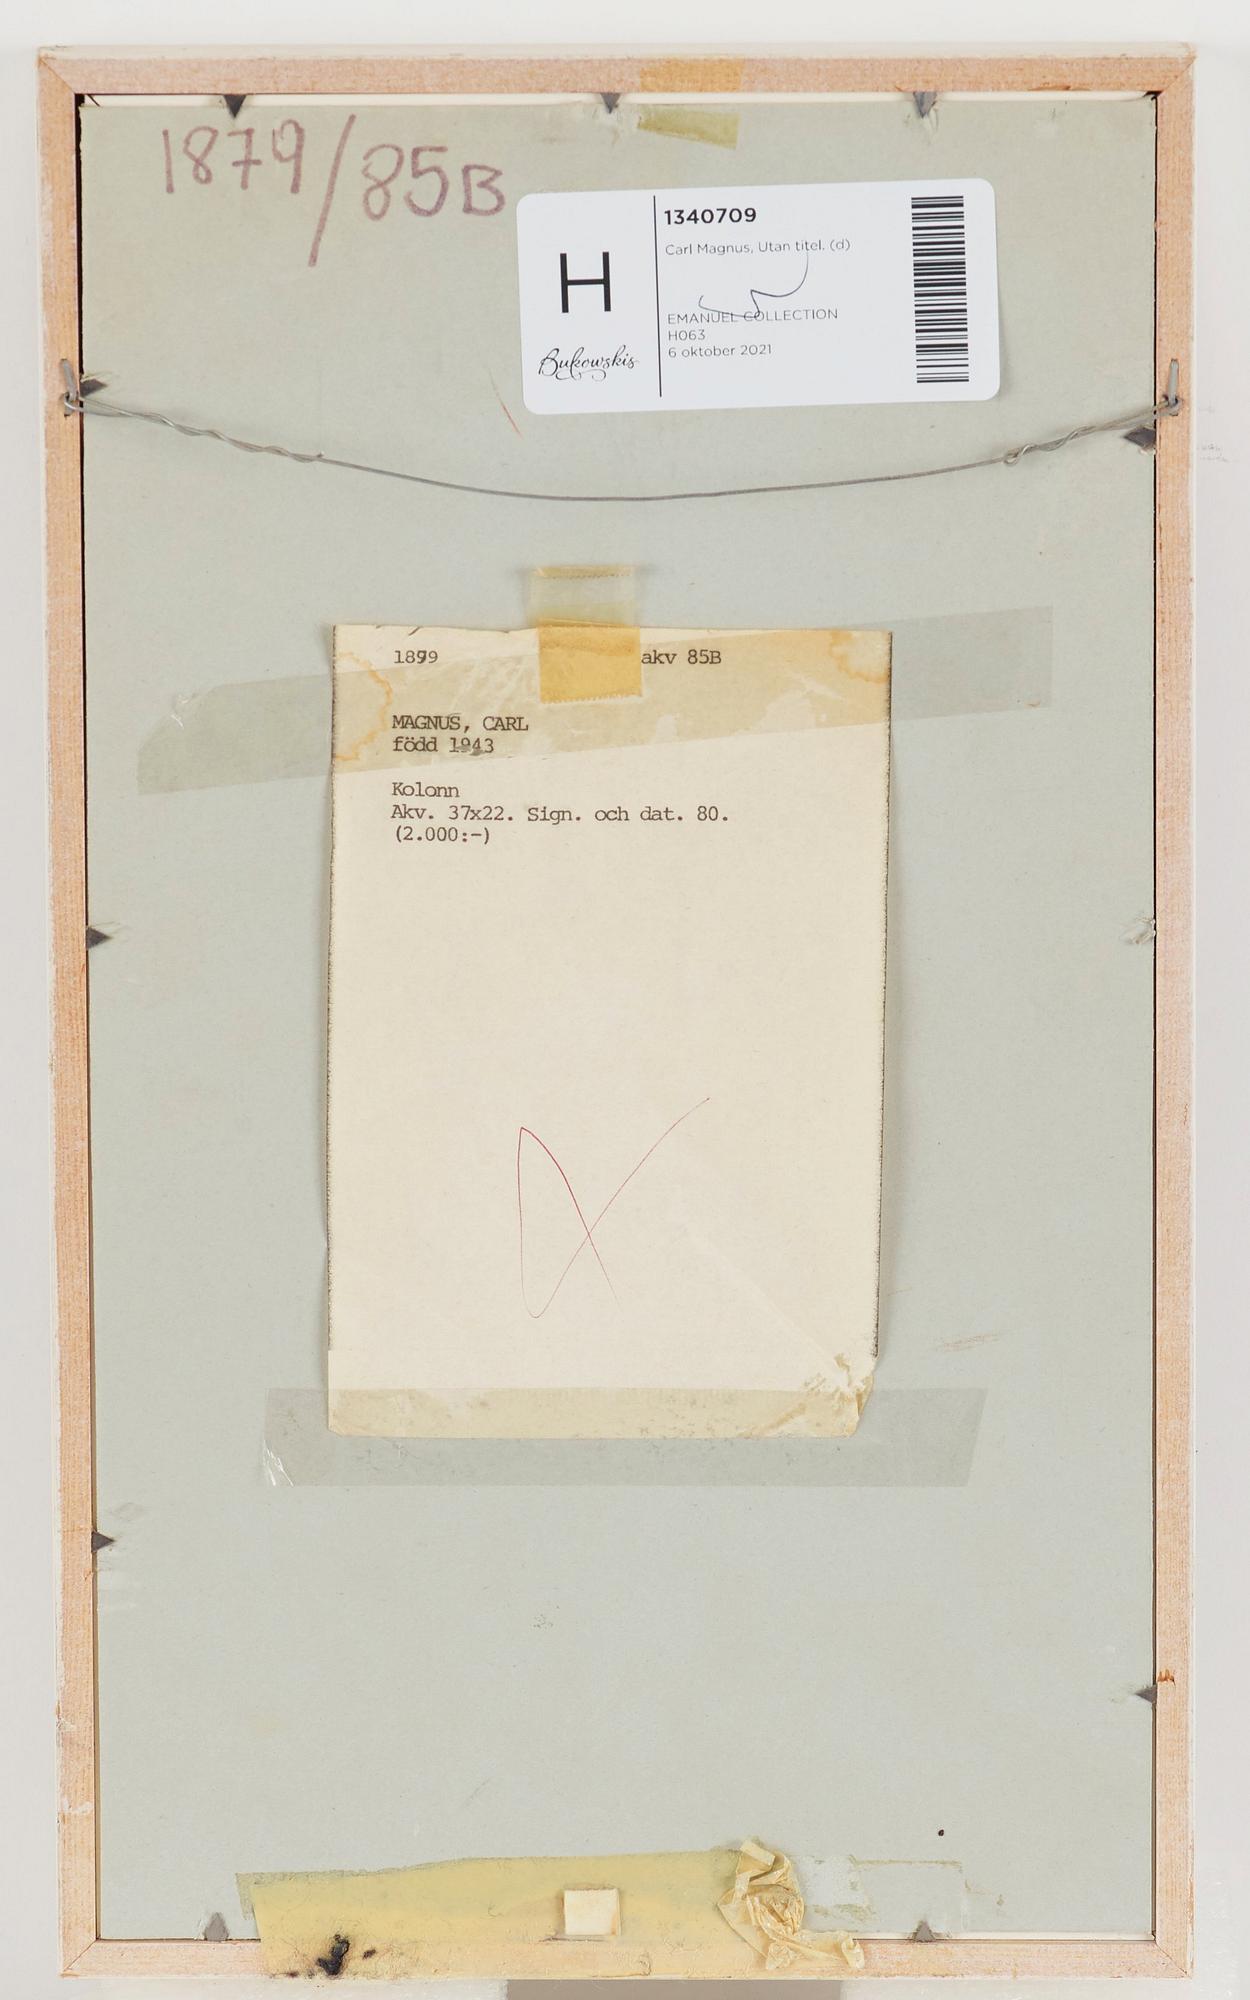 1879/85B
H
Bukowskis
1340709
Carl Magnus, Utan titel. (d)
EMANUEL COLLECTION
H063
6 oktober 2021
akv 85B
MAGNUS, CARL
född 1943
Kolonn
Akv. 37x22. Sign. och dat. 80.
(2.000:-)